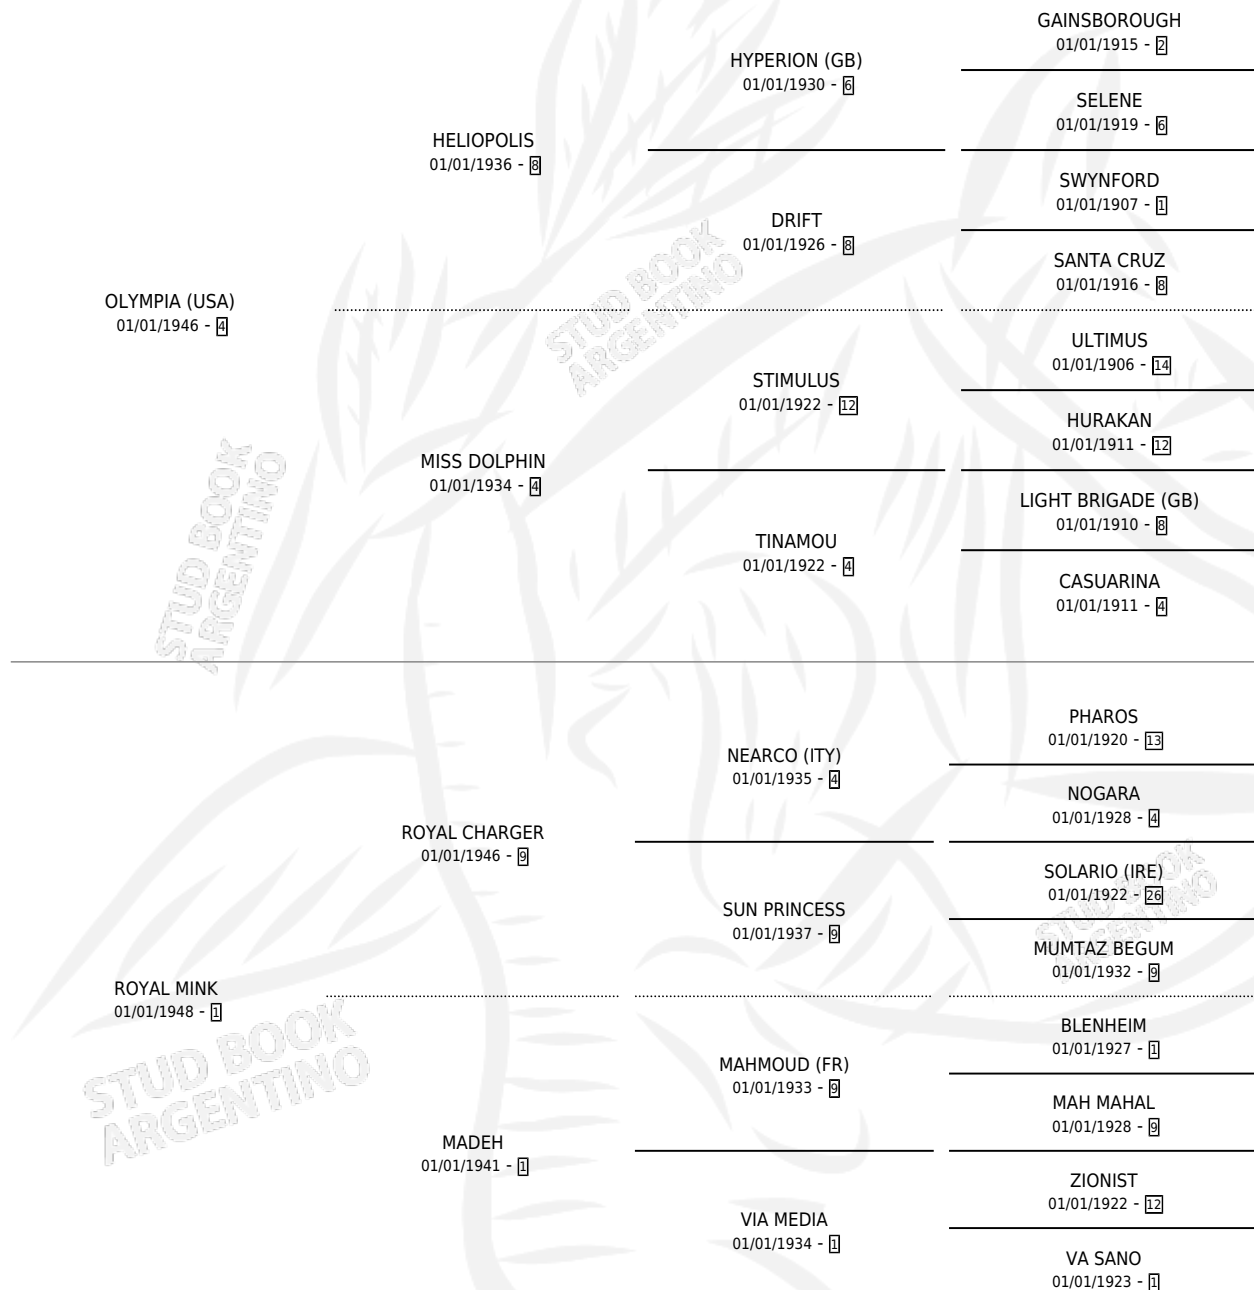 GAINSBOROUGH
01/01/1915 - 2
HYPERION (GB)
01/01/1930 - 6
SELENE
01/01/1919 - 6
HELIOPOLIS
01/01/1936 - 8
SWYNFORD
01/01/1907 - 1
DRIFT
01/01/1926 - 8
SANTA CRUZ
01/01/1916 - 8
OLYMPIA (USA)
01/01/1946 - 4
ULTIMUS
01/01/1906 - 14
STIMULUS
01/01/1922 - 12
HURAKAN
01/01/1911 - 12
MISS DOLPHIN
01/01/1934 - 4
LIGHT BRIGADE (GB)
01/01/1910 - 8
TINAMOU
01/01/1922 - 4
CASUARINA
01/01/1911 - 4
PHAROS
01/01/1920 - 13
NEARCO (ITY)
01/01/1935 - 4
NOGARA
01/01/1928 - 4
ROYAL CHARGER
01/01/1946 - 9
SOLARIO (IRE)
01/01/1922 - 26
SUN PRINCESS
01/01/1937 - 9
MUMTAZ BEGUM
01/01/1932 - 9
ROYAL MINK
01/01/1948 - 1
BLENHEIM
01/01/1927 - 1
MAHMOUD (FR)
01/01/1933 - 9
MAH MAHAL
01/01/1928 - 9
MADEH
01/01/1941 - 1
ZIONIST
01/01/1922 - 12
VIA MEDIA
01/01/1934 - 1
VA SANO
01/01/1923 - 1
STUD BOOK
ARGENTINO
STUD BOOK
ARGENTINO
STUD BOOK
ARGENTINO
STUD BOOK
ARGENTINO